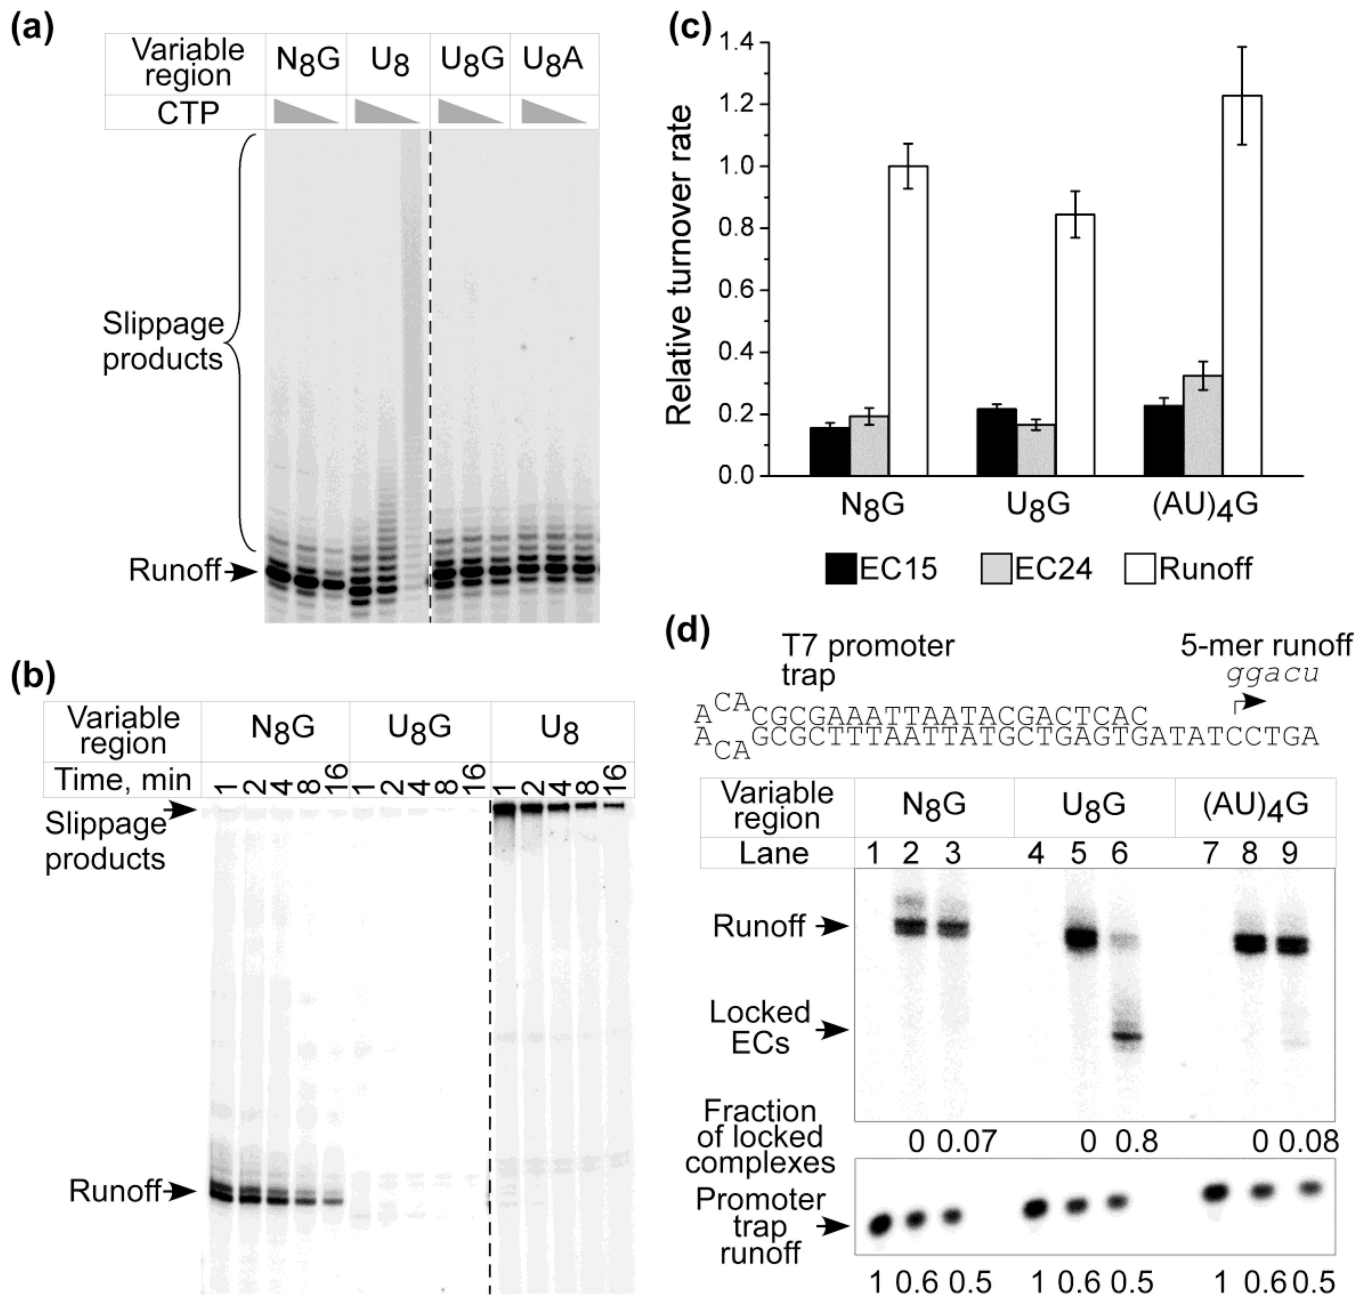 (a)
Variable region N8G U8 U8G U8A
CTP
Slippage products
Runoff
(b)
Variable region N8G U8G U8
Time, min 1 2 4 8 16 1 2 4 8 16 1 2 4 8 16
Slippage products
Runoff
(c)
Relative turnover rate
1.4
1.2
1.0
0.8
0.6
0.4
0.2
0.0
N8G U8G (AU)4G
EC15 EC24 Runoff
(d)
T7 promoter trap
5-mer runoff
ggacu
ACACGCGAAATTAATACGACTCAC
ACAGCGCTTTAATTATGCTGAGTGATATCCTGA
Variable region N8G U8G (AU)4G
Lane 1 2 3 4 5 6 7 8 9
Runoff
Locked ECs
Fraction of locked complexes 0 0.07 0 0.8 0 0.08
Promoter trap runoff
1 0.6 0.5 1 0.6 0.5 1 0.6 0.5